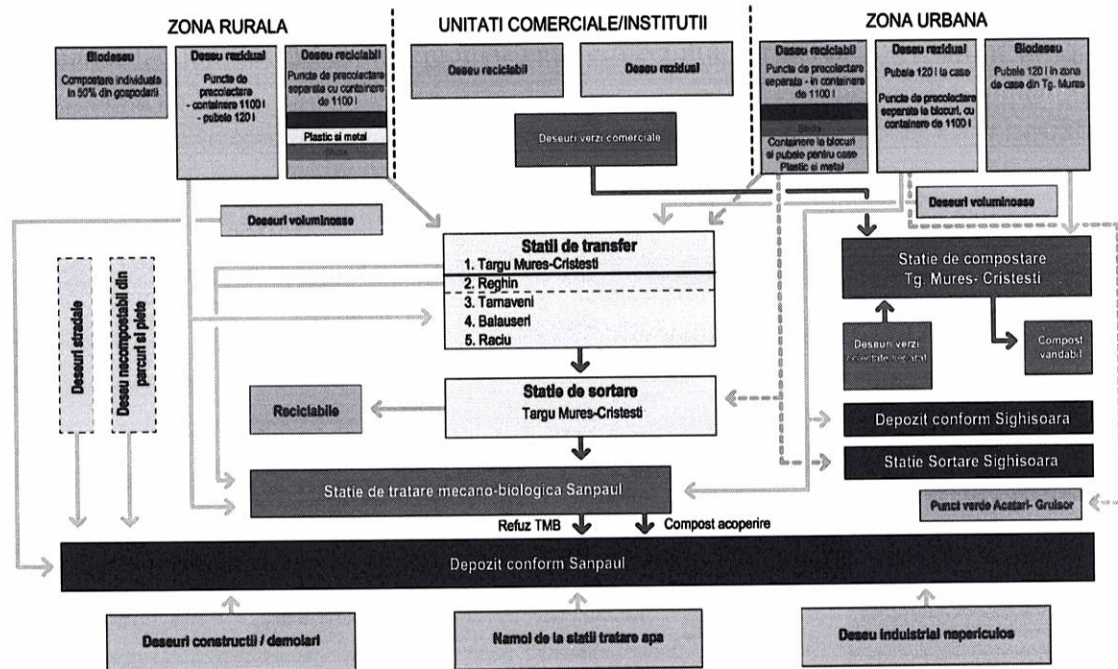 ZONA RURALA
UNITATI COMERCIALE/INSTITUTII
ZONA URBANA
Biodeseu
Compostare individuala
in 50% din gospodarii
Deseu rezidual
Puncte de
precolectare
- containere 1100 l
- pubele 120 l
Deseu reciclabili
Puncte de precolectare
separata cu containere
de 1100 l
Plastic si metal
Sticla
Deseu reciclabili
Deseu rezidual
Deseuri verzi comerciale
Deseu reciclabili
Puncte de precolectare
separata - in containere
de 1100 l
Sticla
Containere la blocuri
si pubele pentru case
Plastic si metal
Deseu rezidual
Pubele 120 l la case
Puncte de precolectare
separata la blocuri, cu
containere de 1100 l
Biodeseu
Pubele 120 l in zona
de case din Tg. Mures
Deseuri voluminoase
Deseuri voluminoase
Statii de transfer
1. Targu Mures-Cristesti
2. Reghin
3. Tarnaveni
4. Balauseri
5. Raciu
Statie de compostare
Tg. Mures- Cristesti
Deseuri stradale
Deseu necompostabil din
parcuri si piete
Deseuri verzi
colectate separat
Compost
vandabil
Reciclabile
Statie de sortare
Targu Mures-Cristesti
Depozit conform Sighisoara
Statie Sortare Sighisoara
Statie de tratare mecano-biologica Sanpaul
Punct verde Acatari- Gruisor
Refuz TMB
Compost acoperire
Depozit conform Sanpaul
Deseuri constructii / demolari
Namol de la statii tratare apa
Deseu industrial nepericulos